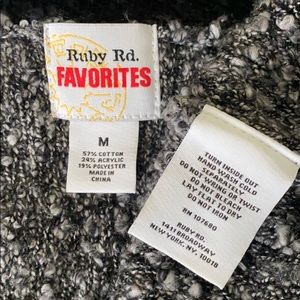 Ruby Rd.
FAVORITES
M
57% COTTON
24% ACRYLIC
19% POLYESTER
MADE IN
CHINA
TURN INSIDE OUT
HAND WASH COLD
SEPARATELY
DO NOT WRING OR TWIST
DO NOT BLEACH
LAY FLAT TO DRY
DO NOT IRON
RN 107680
RUBY RD.
1411 BROADWAY
NEW YORK, NY. 10018